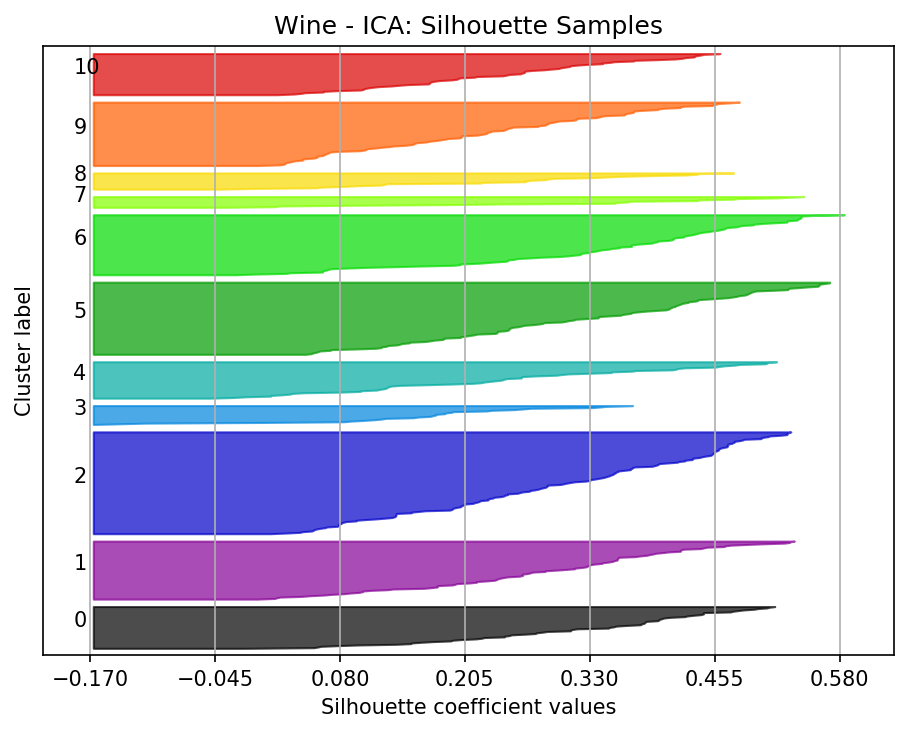 Wine - ICA: Silhouette Samples
10
9
8
7
6
5
4
3
2
1
0
Cluster label
−0.170 −0.045 0.080 0.205 0.330 0.455 0.580
Silhouette coefficient values